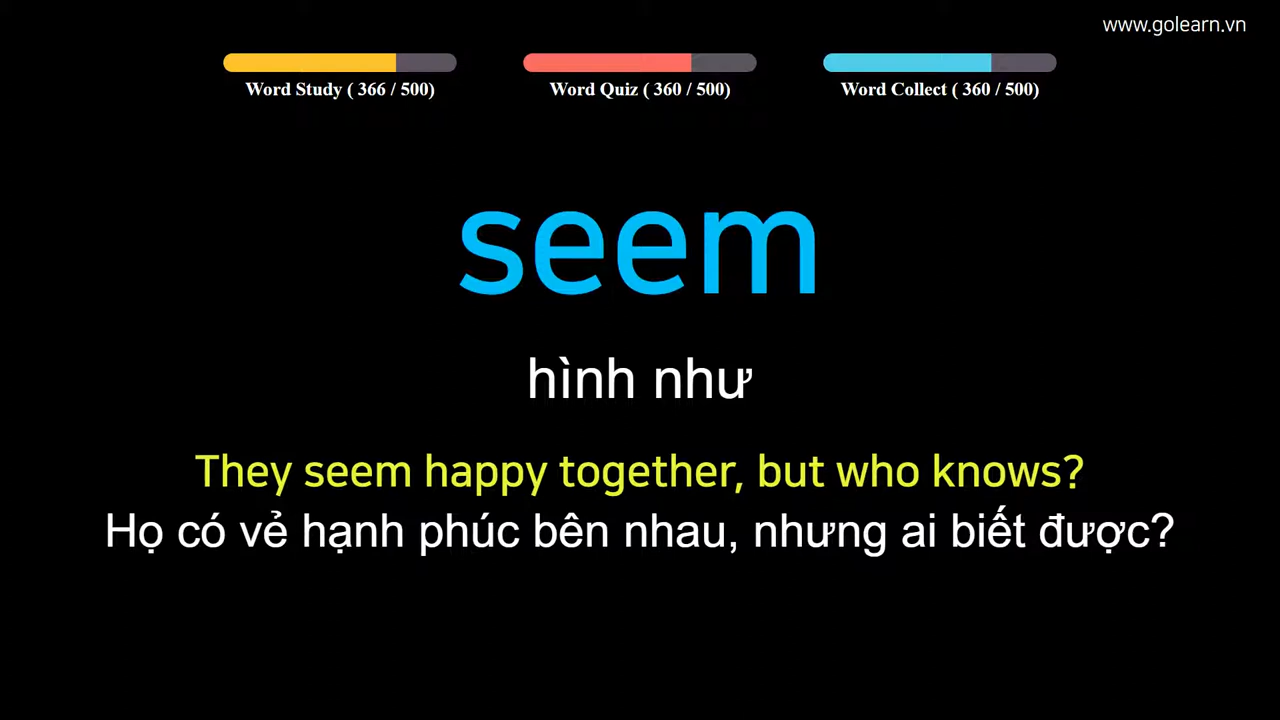 www.golearn.vn
Word Study ( 366 / 500)
Word Quiz ( 360 / 500)
Word Collect ( 360 / 500)
seem
hình như
They seem happy together, but who knows?
Họ có vẻ hạnh phúc bên nhau, nhưng ai biết được?